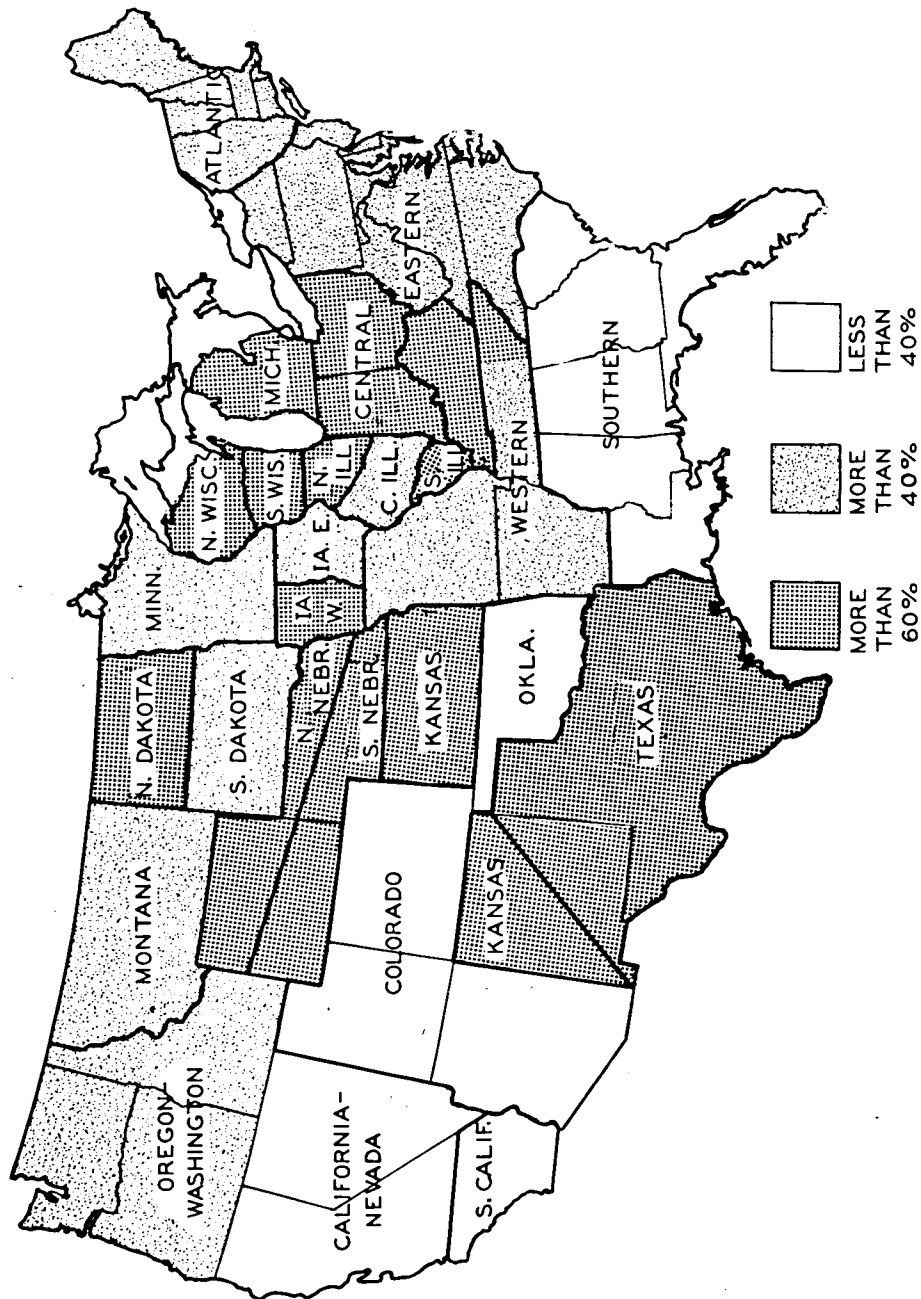 OREGON-
WASHINGTON
MONTANA
N. DAKOTA
S. DAKOTA
MINN.
N. WISC.
S. WIS.
MICH.
ATLANTIC
CALIFORNIA-
NEVADA
S. CALIF.
COLORADO
N.
NEBR.
S. NEBR.
IA
W
IA. E.
N.
ILL.
C. ILL.
S.
ILL.
CENTRAL
EASTERN
KANSAS
KANSAS
OKLA.
WESTERN
SOUTHERN
TEXAS
MORE
THAN
60%
MORE
THAN
40%
LESS
THAN
40%